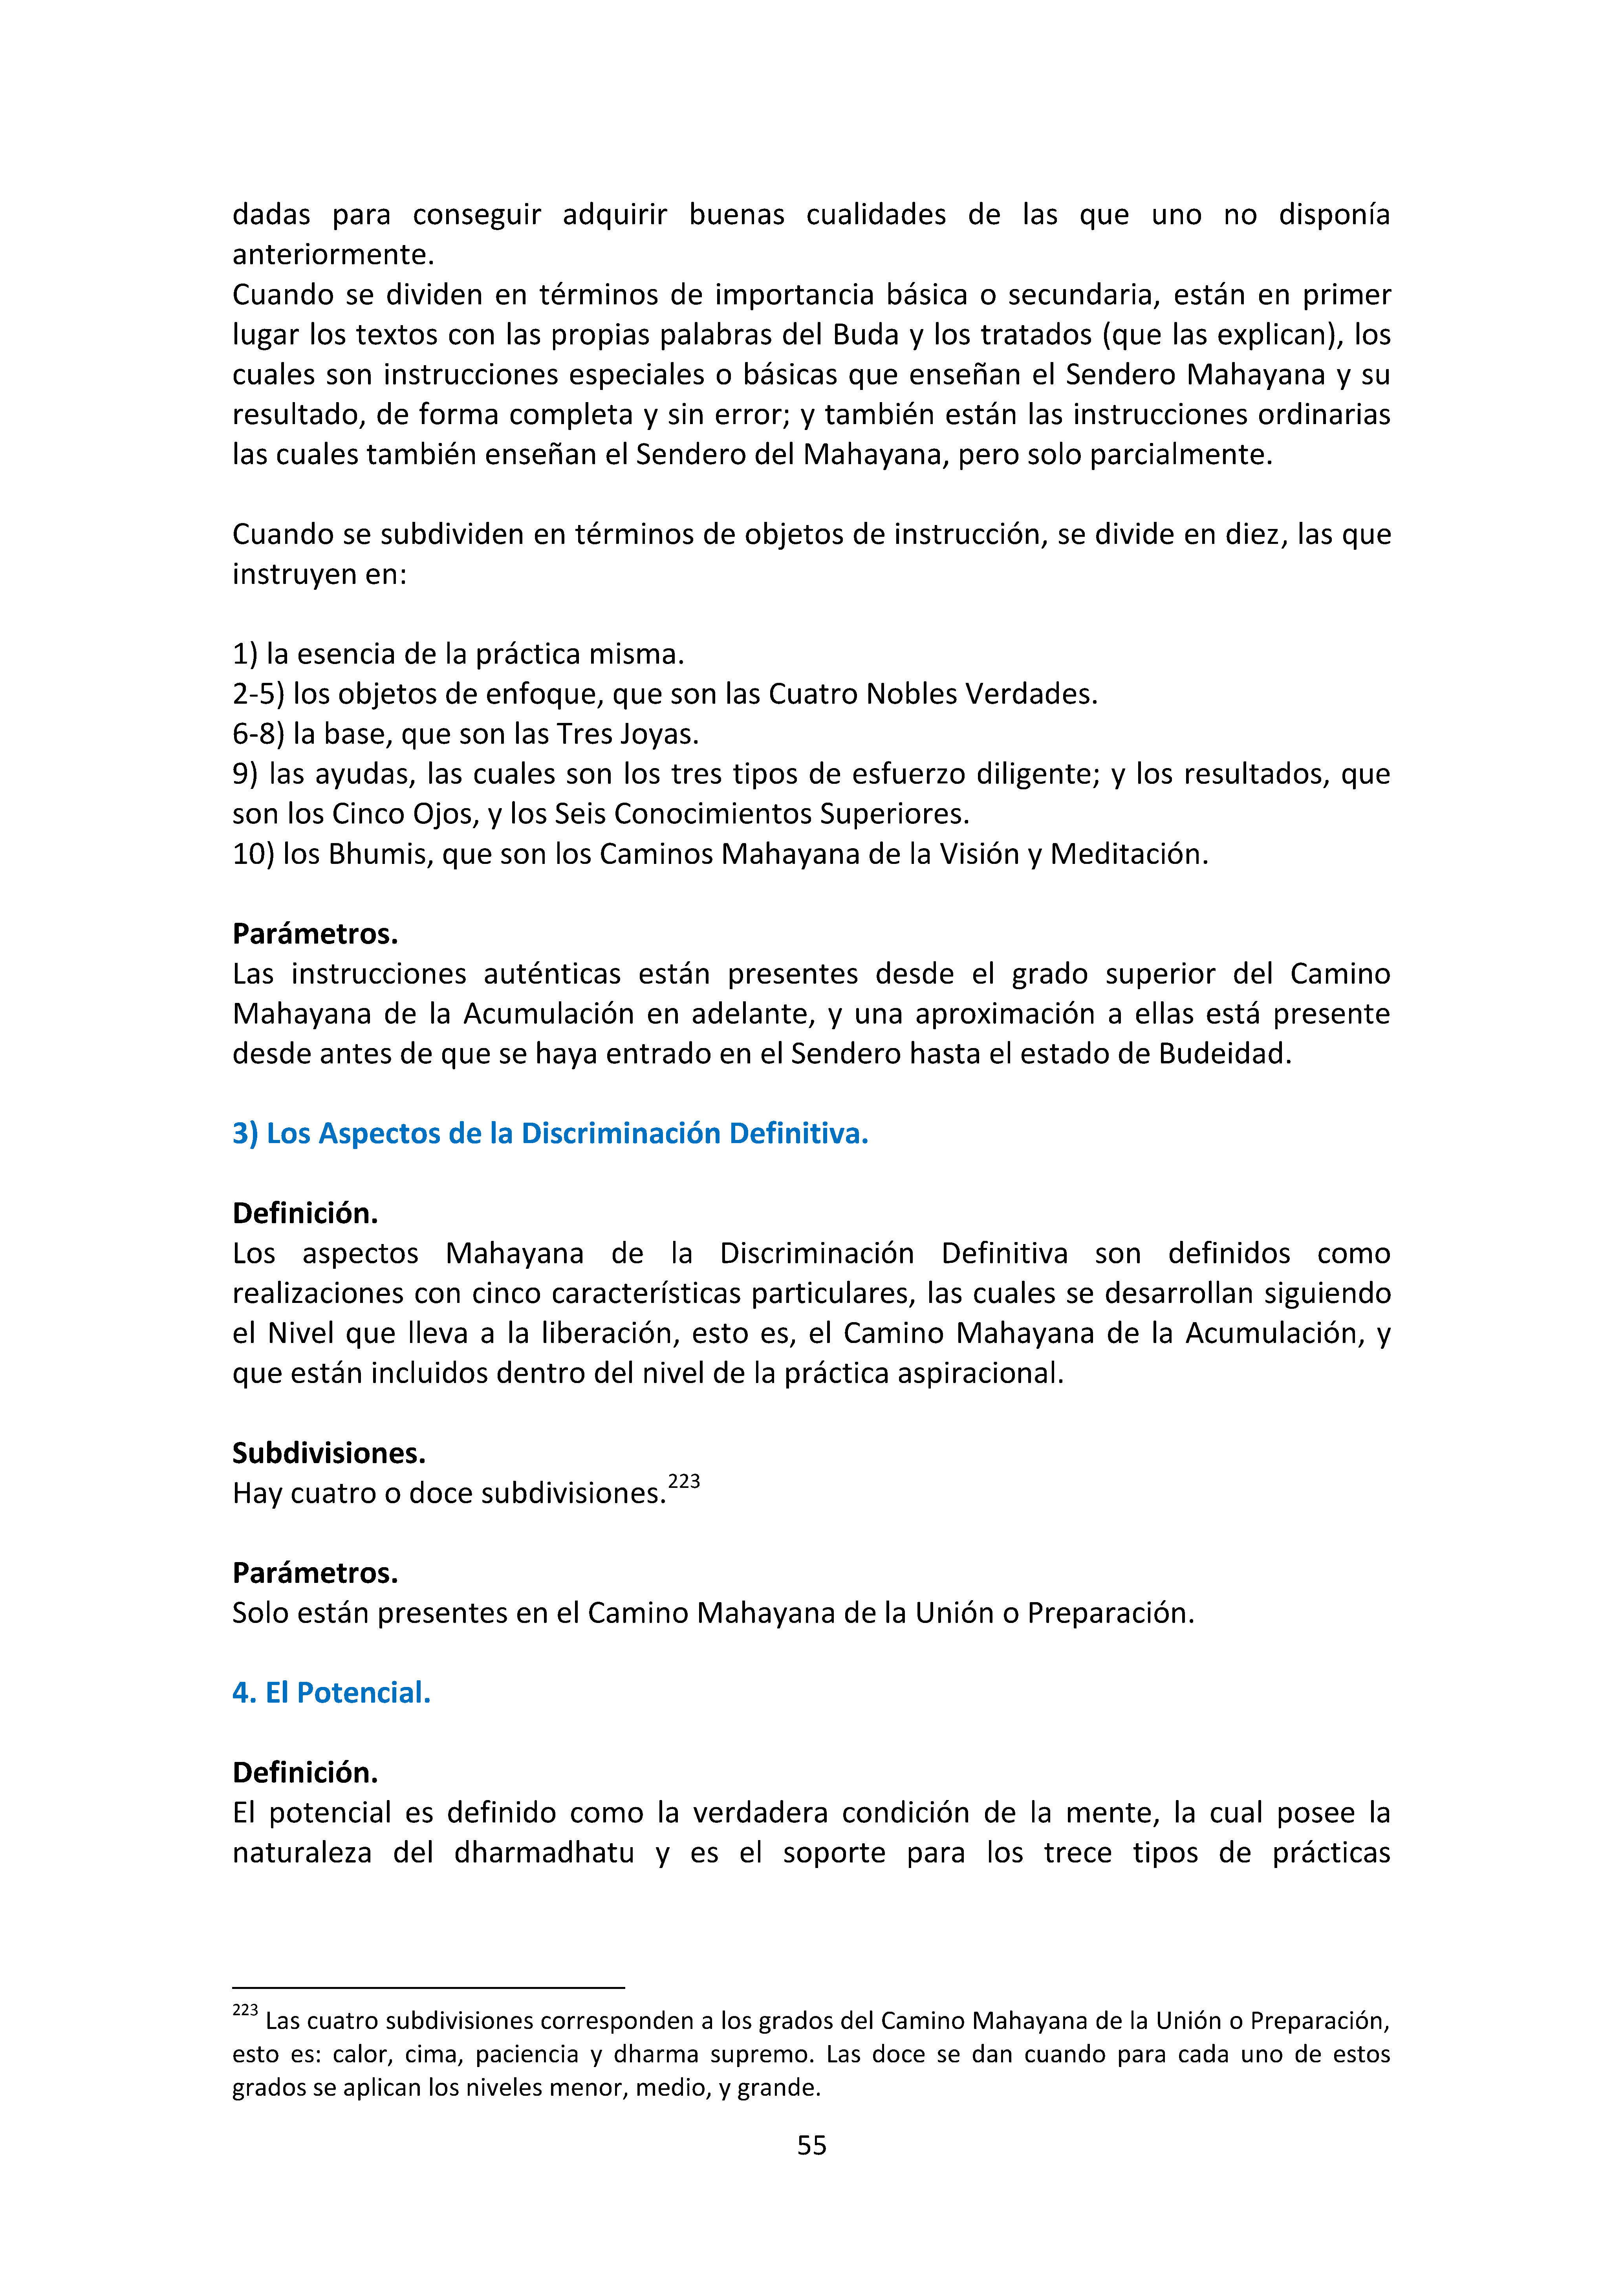 dadas para conseguir adquirir buenas cualidades de las que uno no disponía
anteriormente.
Cuando se dividen en términos de importancia básica o secundaria, están en primer
lugar los textos con las propias palabras del Buda y los tratados (que las explican), los
cuales son instrucciones especiales o básicas que enseñan el Sendero Mahayana y su
resultado, de forma completa y sin error; y también están las instrucciones ordinarias
las cuales también enseñan el Sendero del Mahayana, pero solo parcialmente.
Cuando se subdividen en términos de objetos de instrucción, se divide en diez, las que
instruyen en:
1) la esencia de la práctica misma.
2-5) los objetos de enfoque, que son las Cuatro Nobles Verdades.
6-8) la base, que son las Tres Joyas.
9) las ayudas, las cuales son los tres tipos de esfuerzo diligente; y los resultados, que
son los Cinco Ojos, y los Seis Conocimientos Superiores.
10) los Bhumis, que son los Caminos Mahayana de la Visión y Meditación.
Parámetros.
Las instrucciones auténticas están presentes desde el grado superior del Camino
Mahayana de la Acumulación en adelante, y una aproximación a ellas está presente
desde antes de que se haya entrado en el Sendero hasta el estado de Budeidad.
3) Los Aspectos de la Discriminación Definitiva.
Definición.
Los aspectos Mahayana de la Discriminación Definitiva son definidos como
realizaciones con cinco características particulares, las cuales se desarrollan siguiendo
el Nivel que lleva a la liberación, esto es, el Camino Mahayana de la Acumulación, y
que están incluidos dentro del nivel de la práctica aspiracional.
Subdivisiones.
Hay cuatro o doce subdivisiones.223
Parámetros.
Solo están presentes en el Camino Mahayana de la Unión o Preparación.
4. El Potencial.
Definición.
El potencial es definido como la verdadera condición de la mente, la cual posee la
naturaleza del dharmadhatu y es el soporte para los trece tipos de prácticas
223 Las cuatro subdivisiones corresponden a los grados del Camino Mahayana de la Unión o Preparación,
esto es: calor, cima, paciencia y dharma supremo. Las doce se dan cuando para cada uno de estos
grados se aplican los niveles menor, medio, y grande.
55